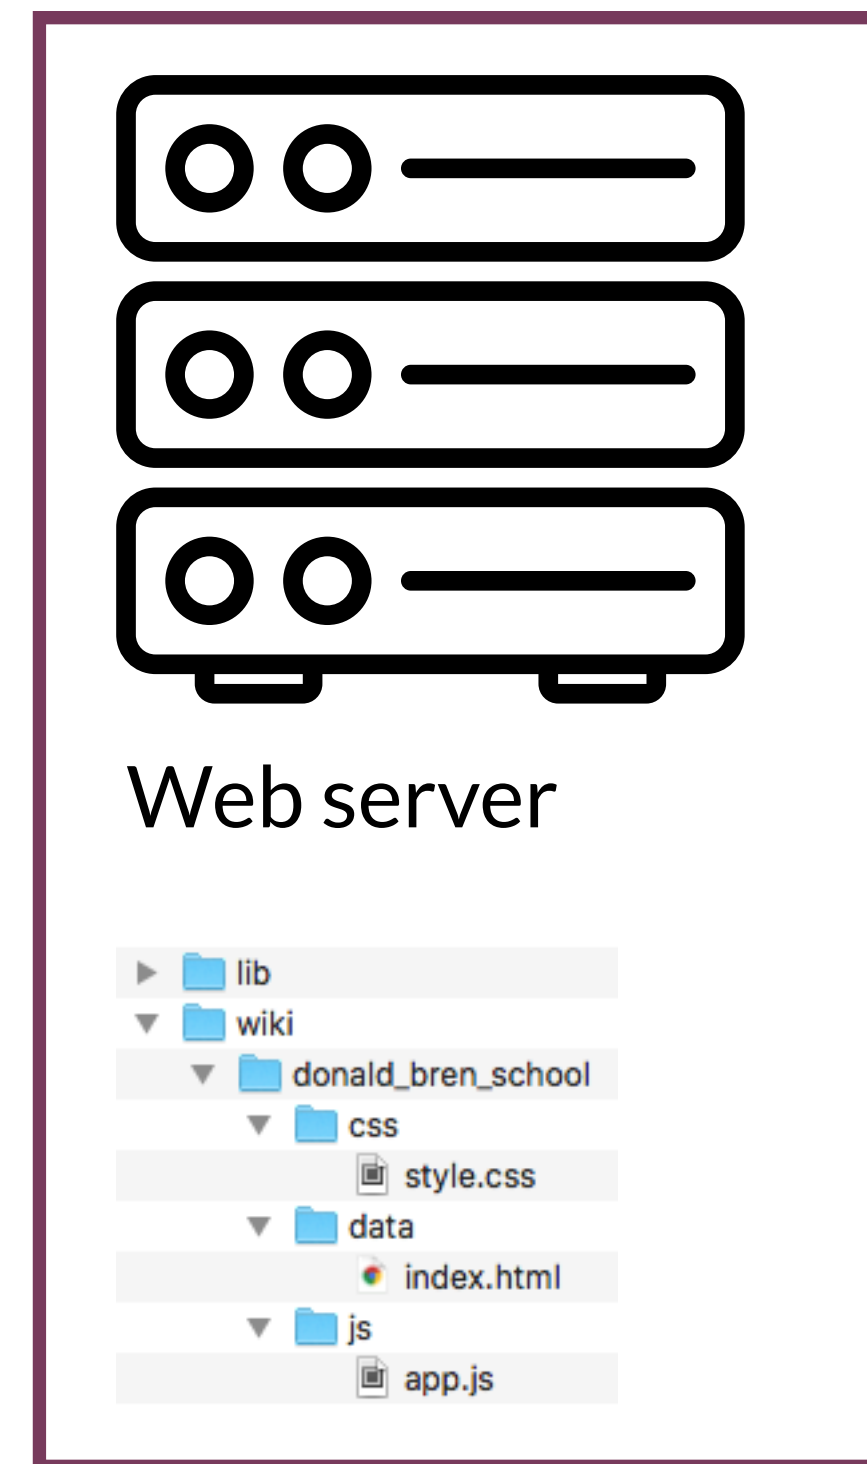 Web server
lib
wiki
donald_bren_school
css
style.css
data
index.html
js
app.js